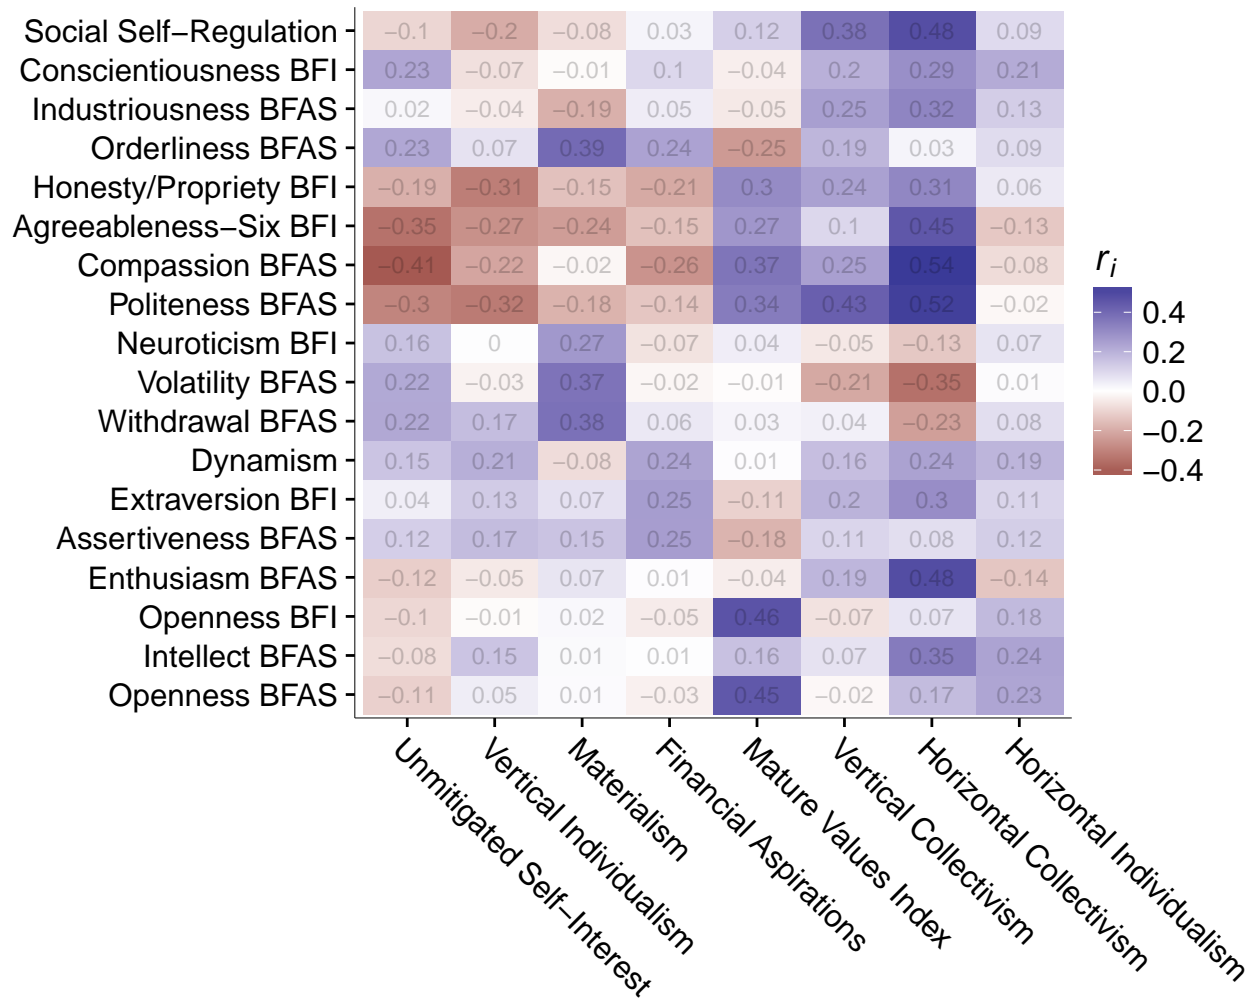 Social Self−Regulation −0.1 −0.2 −0.08 0.03 0.12 0.38 0.48 0.09
Conscientiousness BFI 0.23 −0.07 −0.01 0.1 −0.04 0.2 0.29 0.21
Industriousness BFAS 0.02 −0.04 −0.19 0.05 −0.05 0.25 0.32 0.13
Orderliness BFAS 0.23 0.07 0.39 0.24 −0.25 0.19 0.03 0.09
Honesty/Propriety BFI −0.19 −0.31 −0.15 −0.21 0.3 0.24 0.31 0.06
Agreeableness−Six BFI −0.35 −0.27 −0.24 −0.15 0.27 0.1 0.45 −0.13
Compassion BFAS −0.41 −0.22 −0.02 −0.26 0.37 0.25 0.54 −0.08
Politeness BFAS −0.3 −0.32 −0.18 −0.14 0.34 0.43 0.52 −0.02
Neuroticism BFI 0.16 0 0.27 −0.07 0.04 −0.05 −0.13 0.07
Volatility BFAS 0.22 −0.03 0.37 −0.02 −0.01 −0.21 −0.35 0.01
Withdrawal BFAS 0.22 0.17 0.38 0.06 0.03 0.04 −0.23 0.08
Dynamism 0.15 0.21 −0.08 0.24 0.01 0.16 0.24 0.19
Extraversion BFI 0.04 0.13 0.07 0.25 −0.11 0.2 0.3 0.11
Assertiveness BFAS 0.12 0.17 0.15 0.25 −0.18 0.11 0.08 0.12
Enthusiasm BFAS −0.12 −0.05 0.07 0.01 −0.04 0.19 0.48 −0.14
Openness BFI −0.1 −0.01 0.02 −0.05 0.46 −0.07 0.07 0.18
Intellect BFAS −0.08 0.15 0.01 0.01 0.16 0.07 0.35 0.24
Openness BFAS −0.11 0.05 0.01 −0.03 0.45 −0.02 0.17 0.23
Unmitigated Self−Interest
Vertical Individualism
Materialism
Financial Aspirations
Mature Values Index
Vertical Collectivism
Horizontal Collectivism
Horizontal Individualism
r i
0.4
0.2
0.0
−0.2
−0.4